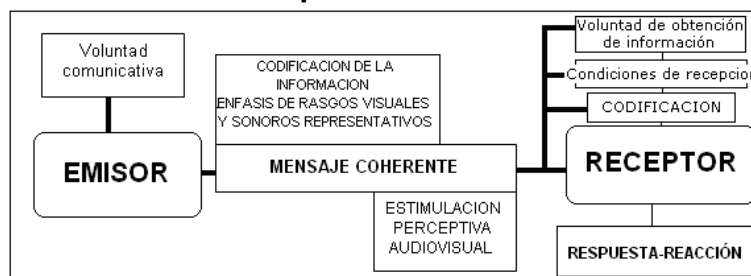 Voluntad
comunicativa
EMISOR
CODIFICACION DE LA
INFORMACION
ENFASIS DE RASGOS VISUALES
Y SONOROS REPRESENTATIVOS
MENSAJE COHERENTE
ESTIMULACION
PERCEPTIVA
AUDIOVISUAL
Voluntad de obtención
de información
Condiciones de recepcion
CODIFICACION
RECEPTOR
RESPUESTA-REACCIÓN